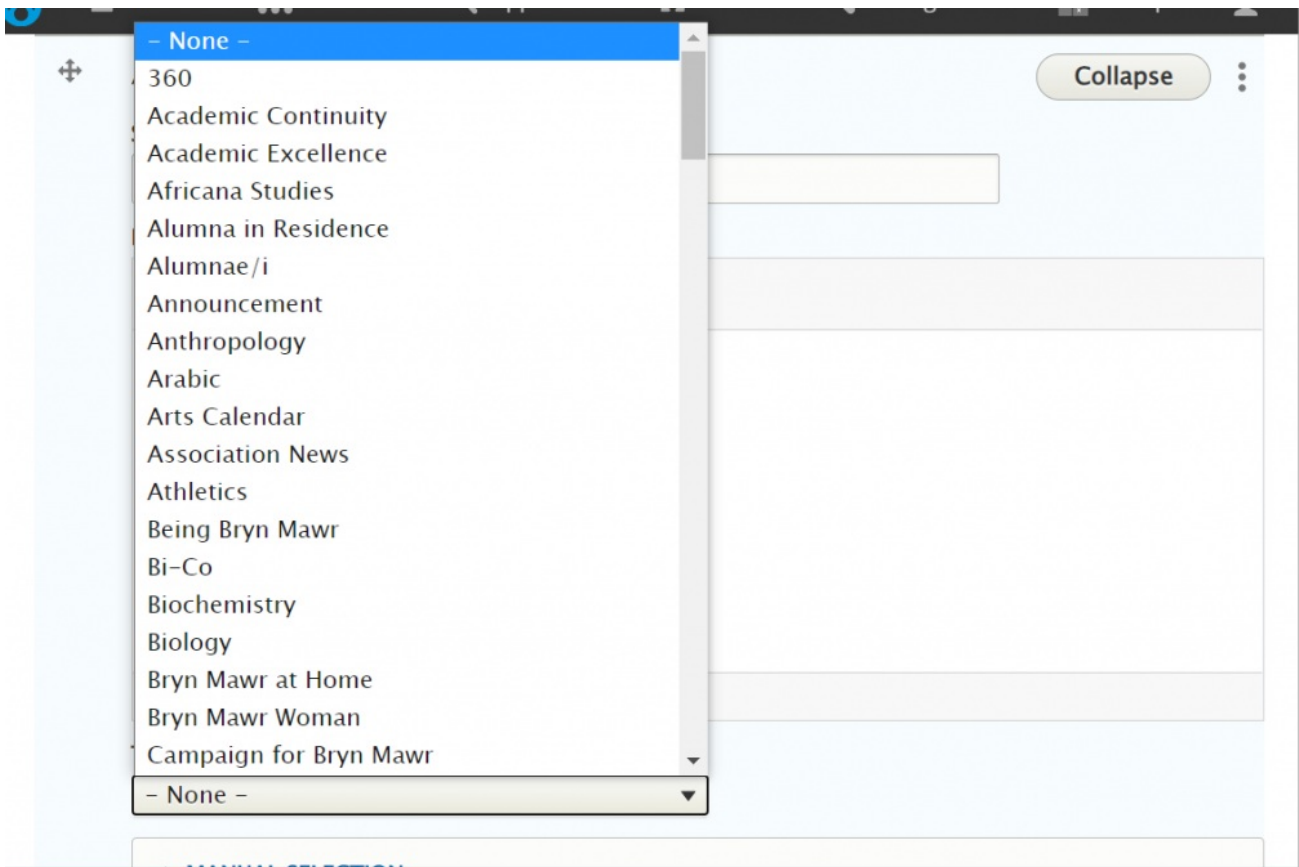 - None -
360
Collapse
Academic Continuity
Academic Excellence
Africana Studies
Alumna in Residence
Alumnae/i
Announcement
Anthropology
Arabic
Arts Calendar
Association News
Athletics
Being Bryn Mawr
Bi-Co
Biochemistry
Biology
Bryn Mawr at Home
Bryn Mawr Woman
Campaign for Bryn Mawr
- None -
MANUAL SELECTION